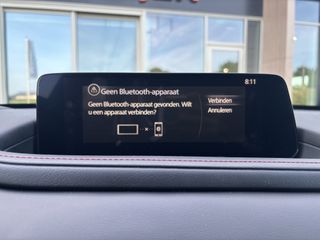 8:11
Geen Bluetooth-apparaat
Geen Bluetooth-apparaat gevonden. Wilt
u een apparaat verbinden?
Verbinden
Annuleren